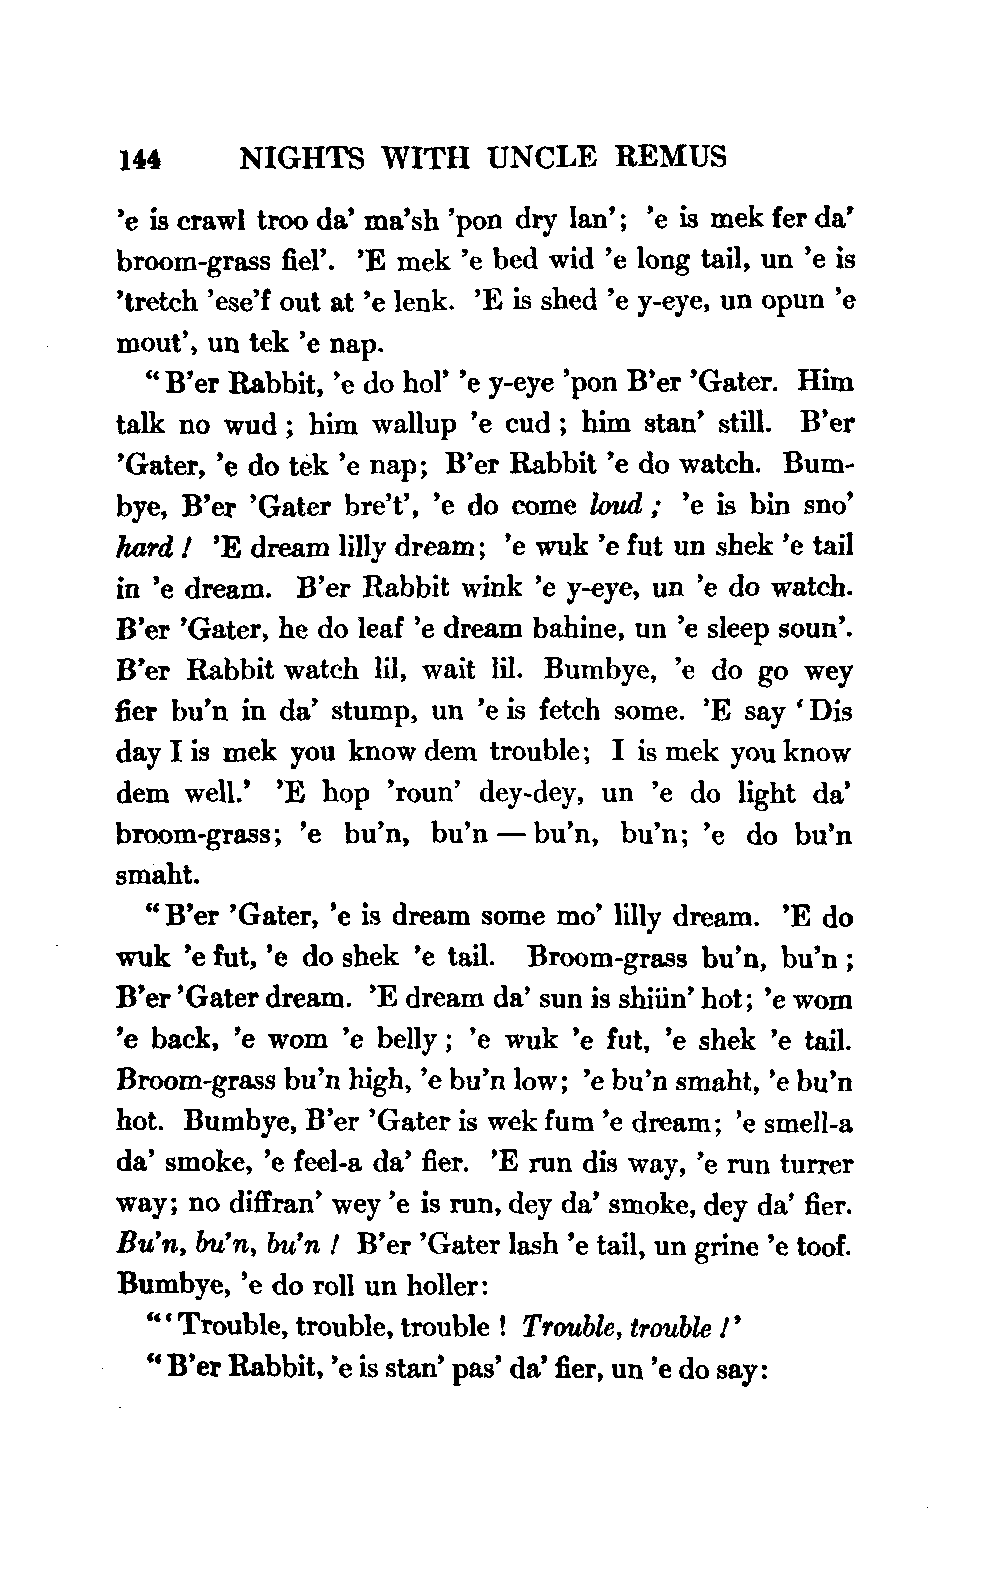 144 NIGHTS WITH UNCLE REMUS
’e is crawl troo da’ ma’sh ’pon dry lan’; ’e is mek fer da’
broom-grass fiel’. ’E mek ’e bed wid ’e long tail, un ’e is
’tretch ’ese’f out at ’e lenk. ’E is shed ’e y-eye, un opun ’e
mout’, un tek ’e nap.
“B’er Rabbit, ’e do hol’ ’e y-eye ’pon B’er ’Gater. Him
talk no wud; him wallup ’e cud; him stan’ still. B’er
’Gater, ’e do tek ’e nap; B’er Rabbit ’e do watch. Bum-
bye, B’er ’Gater bre’t’, ’e do come loud; ’e is bin sno’
hard! ’E dream lilly dream; ’e wuk ’e fut un shek ’e tail
in ’e dream. B’er Rabbit wink ’e y-eye, un ’e do watch.
B’er ’Gater, he do leaf ’e dream bahine, un ’e sleep soun’.
B’er Rabbit watch lil, wait lil. Bumbye, ’e do go wey
fier bu’n in da’ stump, un ’e is fetch some. ’E say ‘Dis
day I is mek you know dem trouble; I is mek you know
dem well.’ ’E hop ’roun’ dey-dey, un ’e do light da’
broom-grass; ’e bu’n, bu’n — bu’n, bu’n; ’e do bu’n
smaht.
“B’er ’Gater, ’e is dream some mo’ lilly dream. ’E do
wuk ’e fut, ’e do shek ’e tail. Broom-grass bu’n, bu’n;
B’er ’Gater dream. ’E dream da’ sun is shiün’ hot; ’e wom
’e back, ’e wom ’e belly; ’e wuk ’e fut, ’e shek ’e tail.
Broom-grass bu’n high, ’e bu’n low; ’e bu’n smaht, ’e bu’n
hot. Bumbye, B’er ’Gater is wek fum ’e dream; ’e smell-a
da’ smoke, ’e feel-a da’ fier. ’E run dis way, ’e run turrer
way; no diffran’ wey ’e is run, dey da’ smoke, dey da’ fier.
Bu’n, bu’n, bu’n! B’er ’Gater lash ’e tail, un grine ’e toof.
Bumbye, ’e do roll un holler:
“‘Trouble, trouble, trouble! Trouble, trouble!’
“B’er Rabbit, ’e is stan’ pas’ da’ fier, un ’e do say: